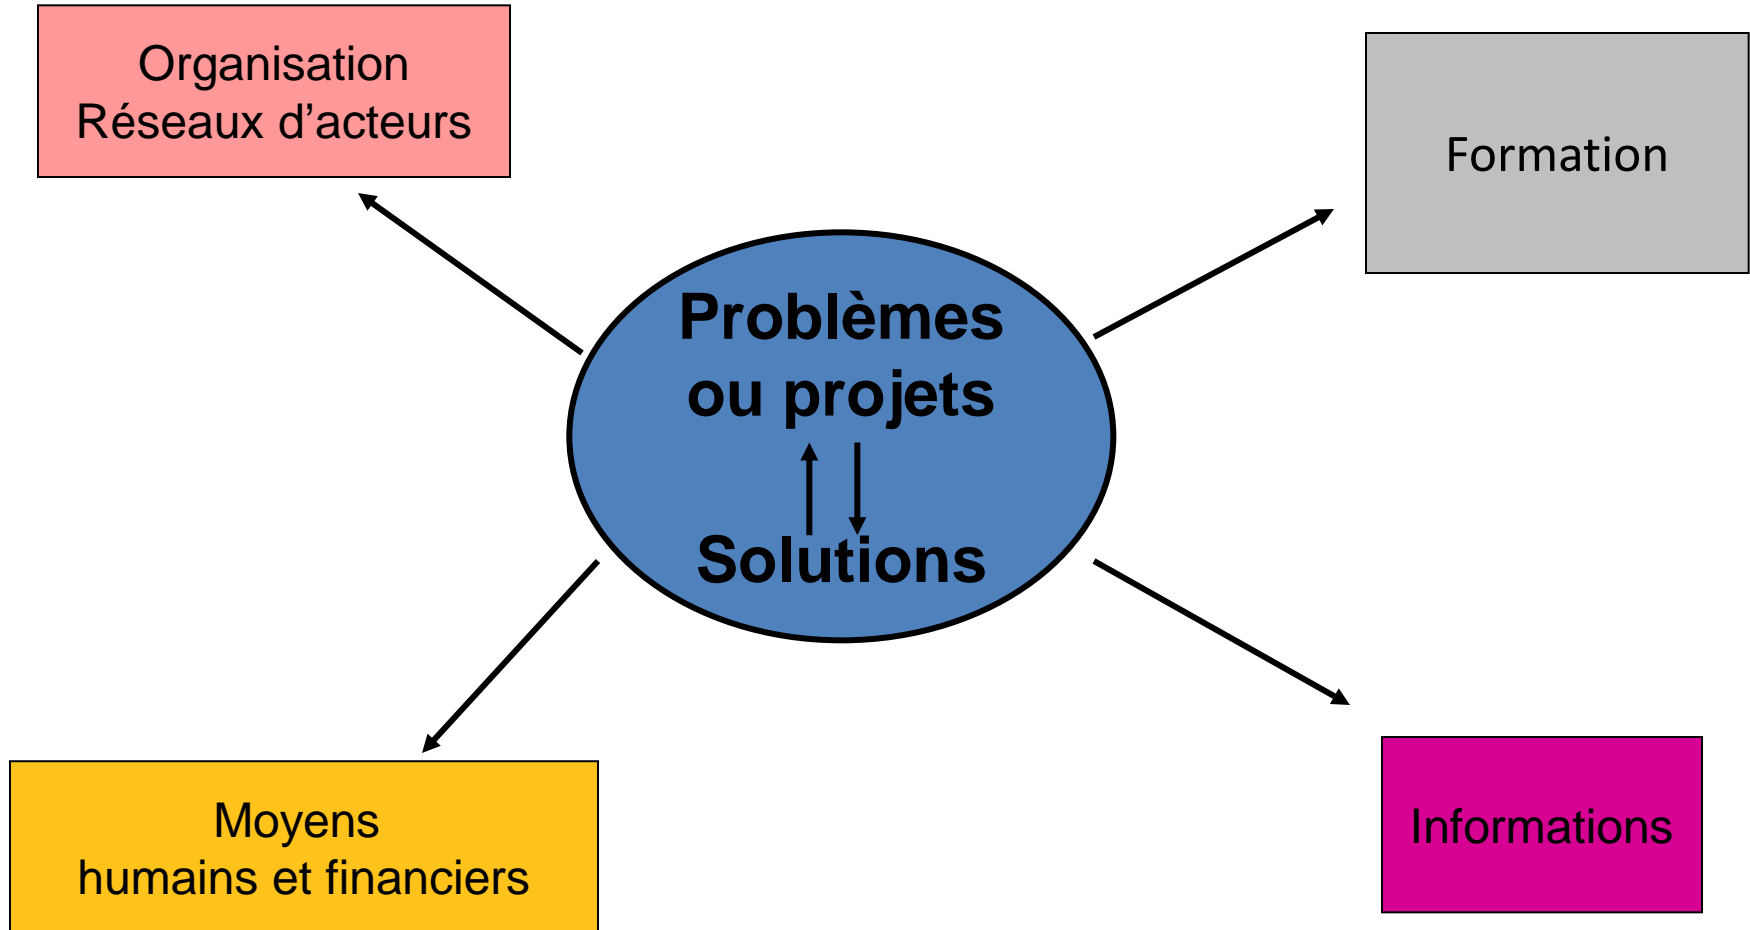 Organisation
Réseaux d’acteurs
Formation
Problèmes
ou projets
Solutions
Moyens
humains et financiers
Informations